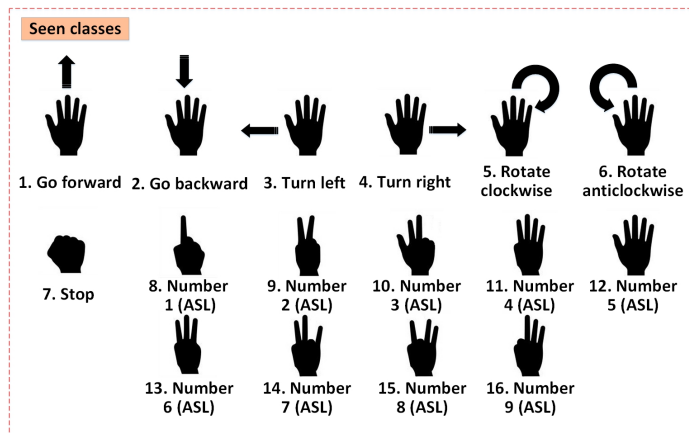 Seen classes
1. Go forward
2. Go backward
3. Turn left
4. Turn right
5. Rotate
clockwise
6. Rotate
anticlockwise
7. Stop
8. Number
1 (ASL)
9. Number
2 (ASL)
10. Number
3 (ASL)
11. Number
4 (ASL)
12. Number
5 (ASL)
13. Number
6 (ASL)
14. Number
7 (ASL)
15. Number
8 (ASL)
16. Number
9 (ASL)